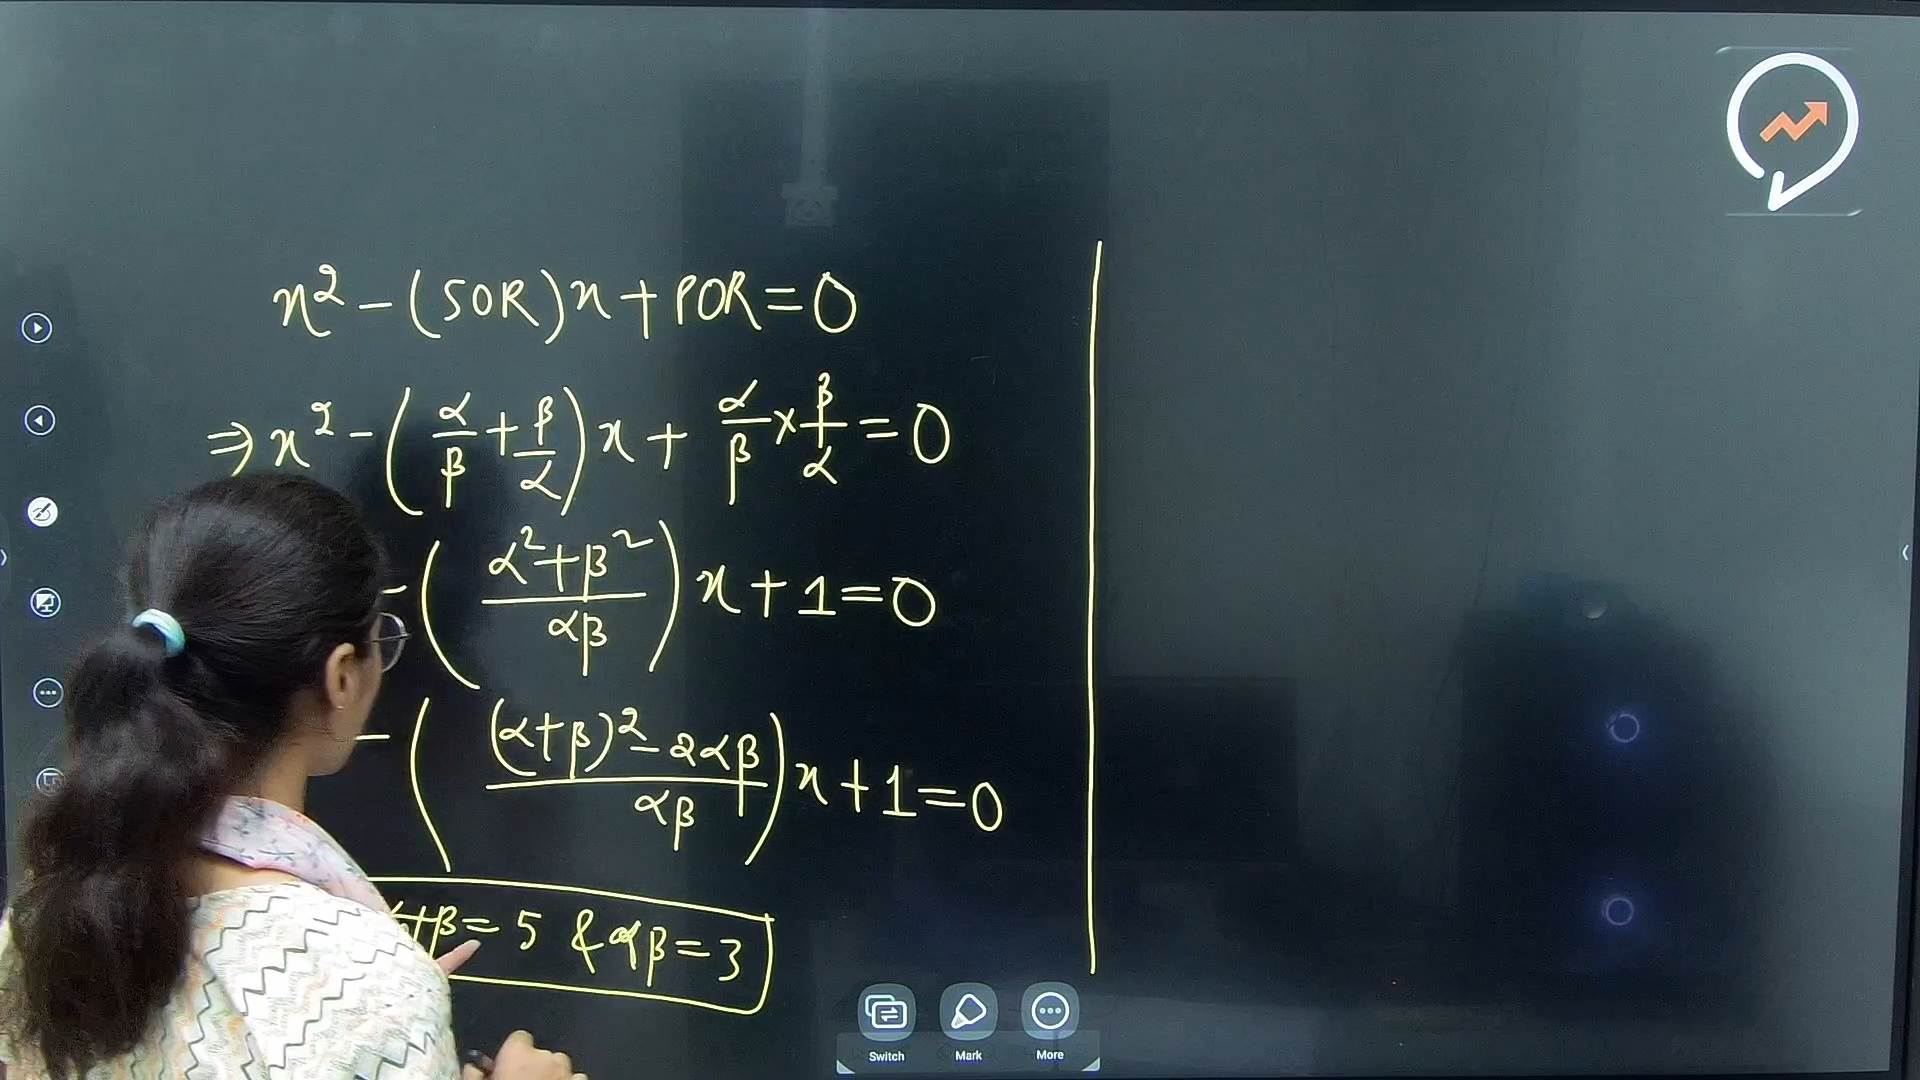 x² - (SOR)x + POR = 0
⇒ x² - (α/β + β/α)x + α/β × β/α = 0
- ((α² + β²)/αβ) x + 1 = 0
- (((α+β)² - 2αβ)/αβ) x + 1 = 0
+β = 5 & αβ = 3
Switch Mark More